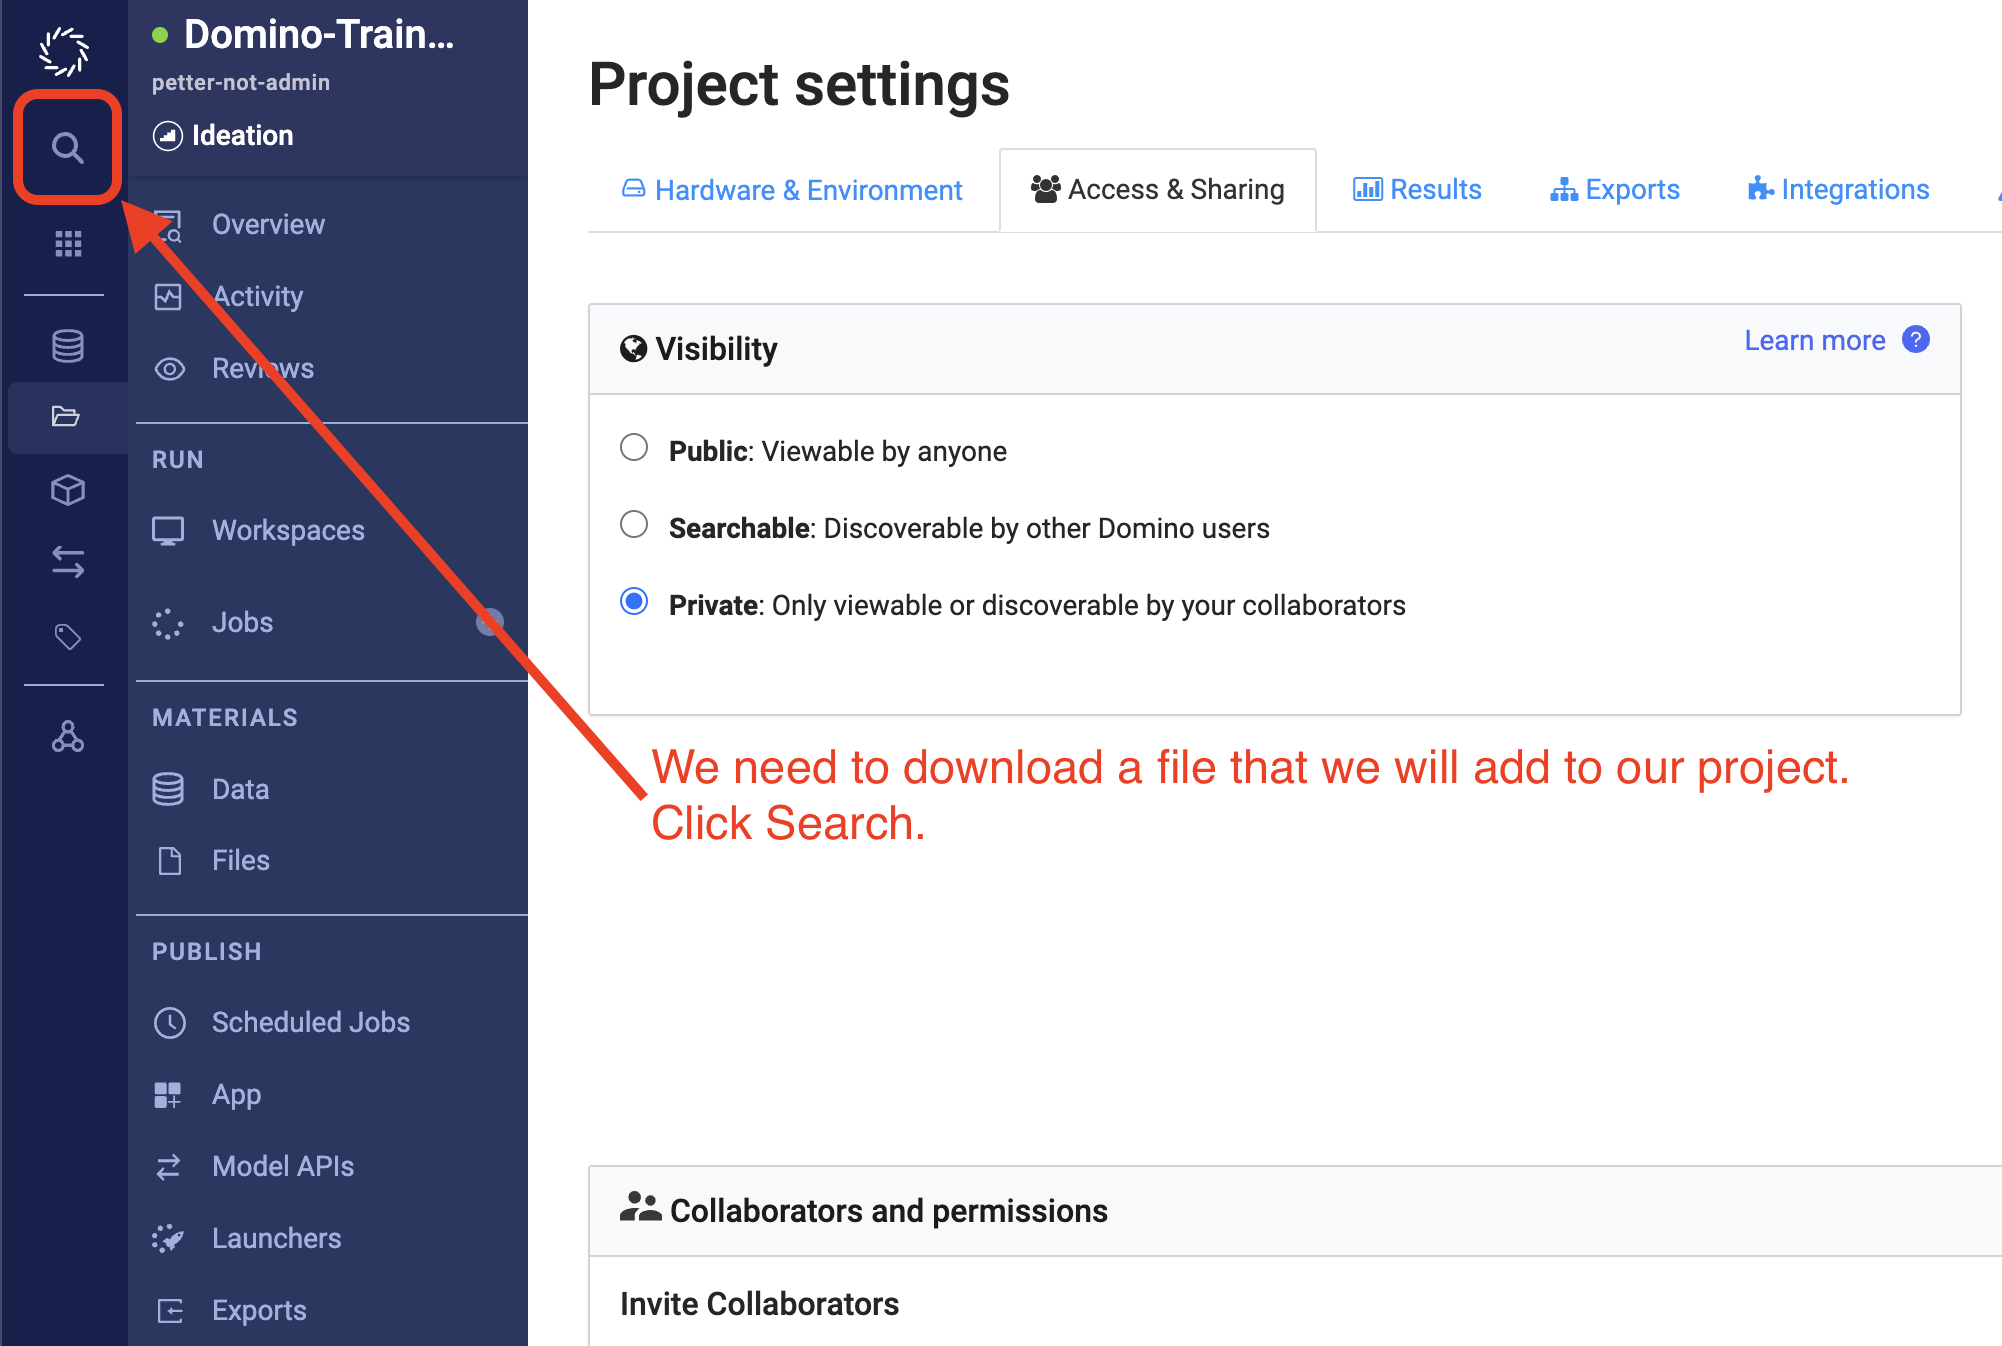 Domino-Train...
petter-not-admin
Ideation
Overview
Activity
Reviews
RUN
Workspaces
Jobs
MATERIALS
Data
Files
PUBLISH
Scheduled Jobs
App
Model APIs
Launchers
Exports
Project settings
Hardware & Environment
Access & Sharing
Results
Exports
Integrations
Visibility
Learn more ?
Public: Viewable by anyone
Searchable: Discoverable by other Domino users
Private: Only viewable or discoverable by your collaborators
We need to download a file that we will add to our project.
Click Search.
Collaborators and permissions
Invite Collaborators